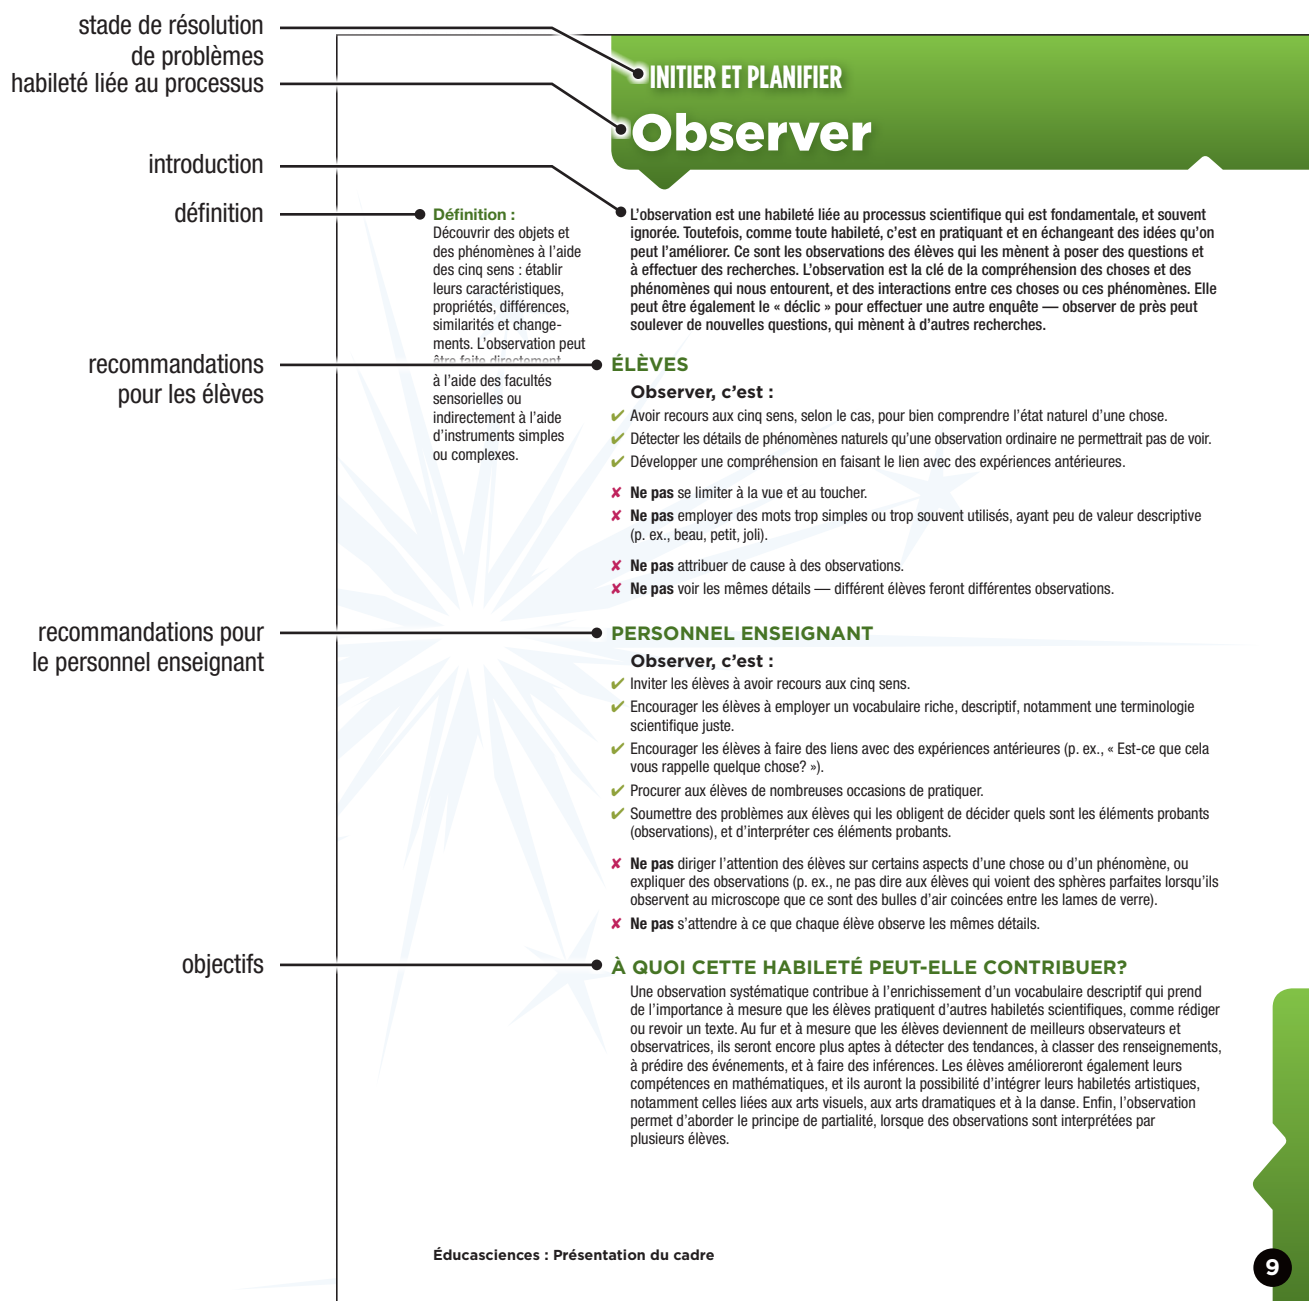 stade de résolution
de problèmes
habileté liée au processus
introduction
définition
recommandations
pour les élèves
recommandations pour
le personnel enseignant
objectifs
INITIER ET PLANIFIER
Observer
Définition :
Découvrir des objets et
des phénomènes à l'aide
des cinq sens : établir
leurs caractéristiques,
propriétés, différences,
similarités et change-
ments. L'observation peut
être faite directement
à l'aide des facultés
sensorielles ou
indirectement à l'aide
d'instruments simples
ou complexes.
L'observation est une habileté liée au processus scientifique qui est fondamentale, et souvent
ignorée. Toutefois, comme toute habileté, c'est en pratiquant et en échangeant des idées qu'on
peut l'améliorer. Ce sont les observations des élèves qui les mènent à poser des questions et
à effectuer des recherches. L'observation est la clé de la compréhension des choses et des
phénomènes qui nous entourent, et des interactions entre ces choses ou ces phénomènes. Elle
peut être également le « déclic » pour effectuer une autre enquête — observer de près peut
soulever de nouvelles questions, qui mènent à d'autres recherches.
ÉLÈVES
Observer, c'est :
✔ Avoir recours aux cinq sens, selon le cas, pour bien comprendre l'état naturel d'une chose.
✔ Détecter les détails de phénomènes naturels qu'une observation ordinaire ne permettrait pas de voir.
✔ Développer une compréhension en faisant le lien avec des expériences antérieures.
✘ Ne pas se limiter à la vue et au toucher.
✘ Ne pas employer des mots trop simples ou trop souvent utilisés, ayant peu de valeur descriptive
(p. ex., beau, petit, joli).
✘ Ne pas attribuer de cause à des observations.
✘ Ne pas voir les mêmes détails — différent élèves feront différentes observations.
PERSONNEL ENSEIGNANT
Observer, c'est :
✔ Inviter les élèves à avoir recours aux cinq sens.
✔ Encourager les élèves à employer un vocabulaire riche, descriptif, notamment une terminologie
scientifique juste.
✔ Encourager les élèves à faire des liens avec des expériences antérieures (p. ex., « Est-ce que cela
vous rappelle quelque chose? »).
✔ Procurer aux élèves de nombreuses occasions de pratiquer.
✔ Soumettre des problèmes aux élèves qui les obligent de décider quels sont les éléments probants
(observations), et d'interpréter ces éléments probants.
✘ Ne pas diriger l'attention des élèves sur certains aspects d'une chose ou d'un phénomène, ou
expliquer des observations (p. ex., ne pas dire aux élèves qui voient des sphères parfaites lorsqu'ils
observent au microscope que ce sont des bulles d'air coincées entre les lames de verre).
✘ Ne pas s'attendre à ce que chaque élève observe les mêmes détails.
À QUOI CETTE HABILETÉ PEUT-ELLE CONTRIBUER?
Une observation systématique contribue à l'enrichissement d'un vocabulaire descriptif qui prend
de l'importance à mesure que les élèves pratiquent d'autres habiletés scientifiques, comme rédiger
ou revoir un texte. Au fur et à mesure que les élèves deviennent de meilleurs observateurs et
observatrices, ils seront encore plus aptes à détecter des tendances, à classer des renseignements,
à prédire des événements, et à faire des inférences. Les élèves amélioreront également leurs
compétences en mathématiques, et ils auront la possibilité d'intégrer leurs habiletés artistiques,
notamment celles liées aux arts visuels, aux arts dramatiques et à la danse. Enfin, l'observation
permet d'aborder le principe de partialité, lorsque des observations sont interprétées par
plusieurs élèves.
Éducasciences : Présentation du cadre
9